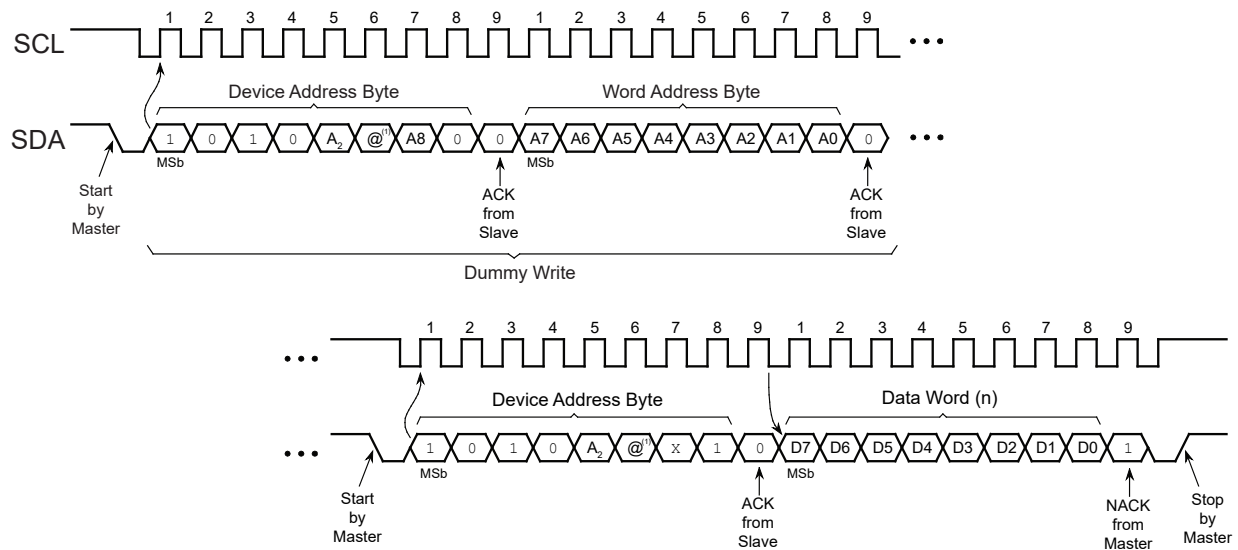 1 2 3 4 5 6 7 8 9 1 2 3 4 5 6 7 8 9
SCL
Device Address Byte Word Address Byte
SDA 1 0 1 0 A2 @(1) A8 0 0 A7 A6 A5 A4 A3 A2 A1 A0 0
MSb MSb
Start
by
Master
ACK
from
Slave
ACK
from
Slave
Dummy Write
1 2 3 4 5 6 7 8 9 1 2 3 4 5 6 7 8 9
Device Address Byte Data Word (n)
1 0 1 0 A2 @(1) X 1 0 D7 D6 D5 D4 D3 D2 D1 D0 1
MSb MSb
Start
by
Master
ACK
from
Slave
NACK
from
Master
Stop
by
Master